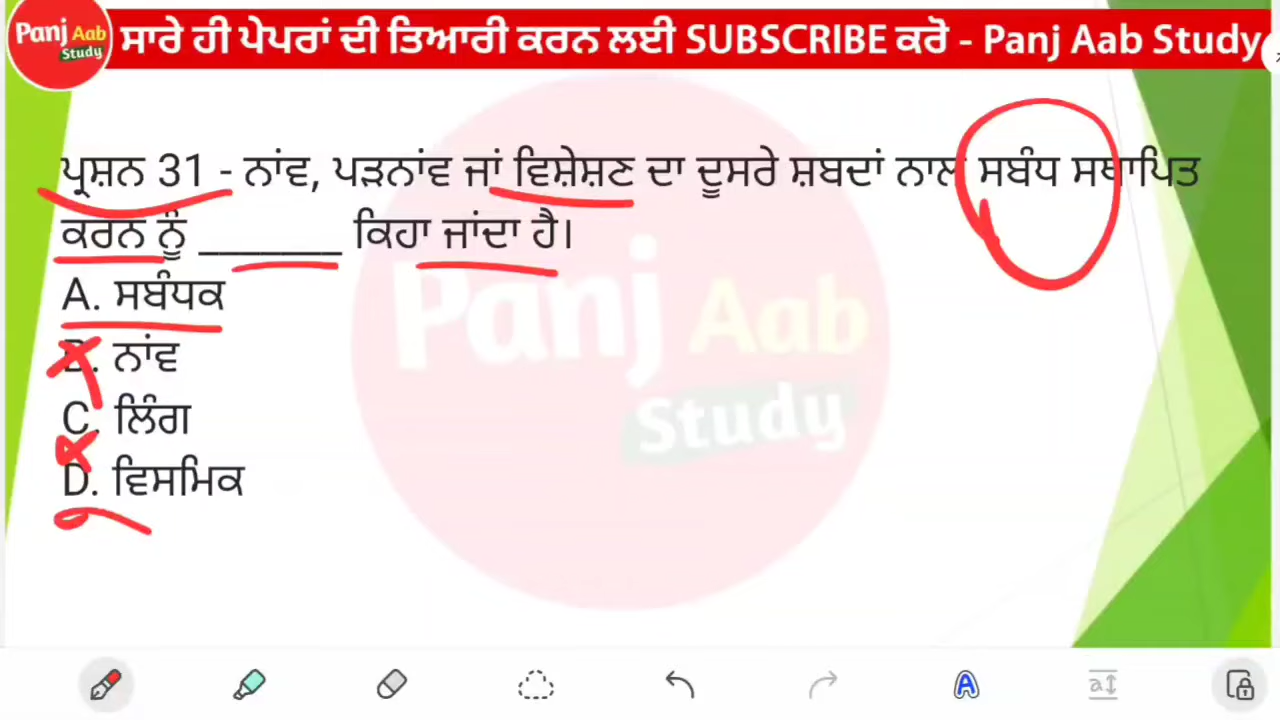 Panj Aab Study
ਸਾਰੇ ਹੀ ਪੇਪਰਾਂ ਦੀ ਤਿਆਰੀ ਕਰਨ ਲਈ SUBSCRIBE ਕਰੋ - Panj Aab Study
ਪ੍ਰਸ਼ਨ 31 - ਨਾਂਵ, ਪੜਨਾਂਵ ਜਾਂ ਵਿਸ਼ੇਸ਼ਣ ਦਾ ਦੂਸਰੇ ਸ਼ਬਦਾਂ ਨਾਲ ਸਬੰਧ ਸਥਾਪਿਤ
ਕਰਨ ਨੂੰ _______ ਕਿਹਾ ਜਾਂਦਾ ਹੈ।
A. ਸਬੰਧਕ
B. ਨਾਂਵ
C. ਲਿੰਗ
D. ਵਿਸਮਿਕ
Panj Aab
Study